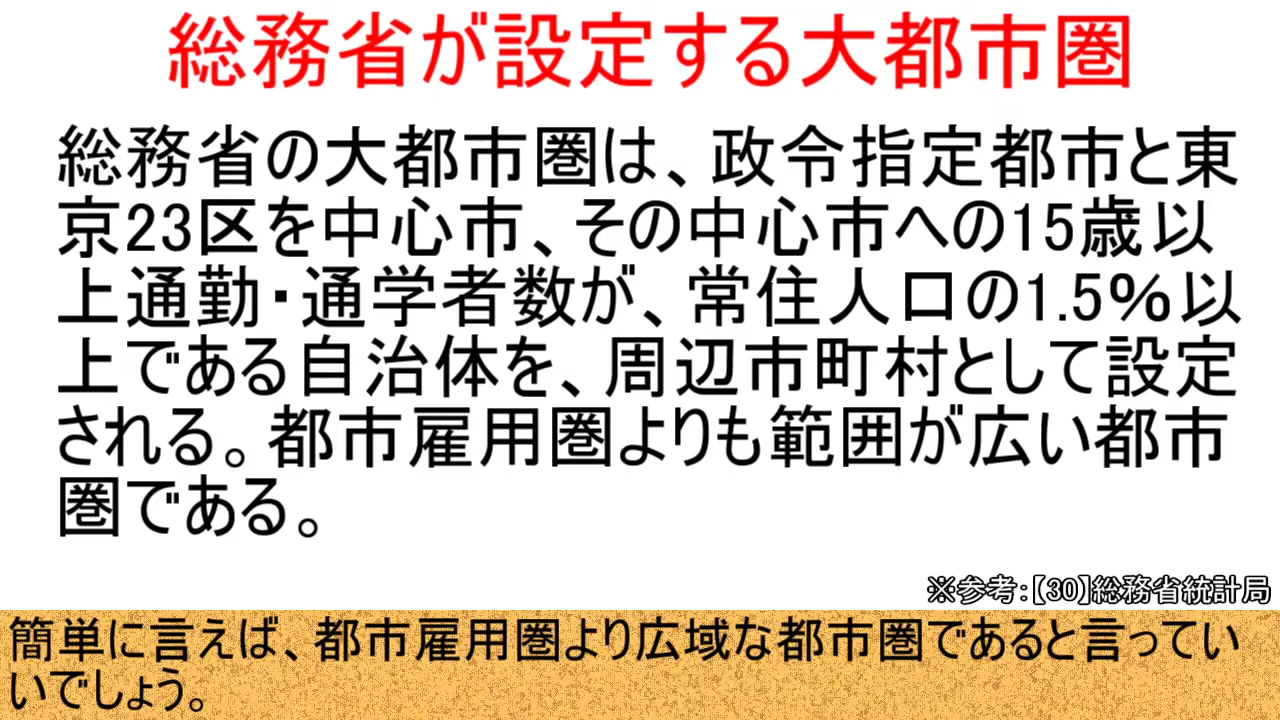 総務省が設定する大都市圏
総務省の大都市圏は、政令指定都市と東
京23区を中心市、その中心市への15歳以
上通勤・通学者数が、常住人口の1.5%以
上である自治体を、周辺市町村として設定
される。都市雇用圏よりも範囲が広い都市
圏である。
※参考:【30】総務省統計局
簡単に言えば、都市雇用圏より広域な都市圏であると言ってい
いでしょう。